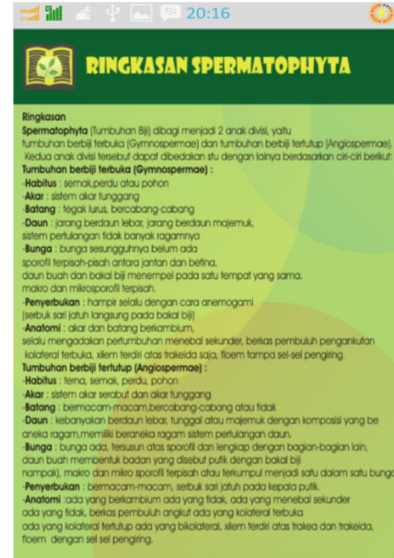 20:16
RINGKASAN SPERMATOPHYTA
Ringkasan
Spermatophyta (Tumbuhan Biji) dibagi menjadi 2 anak divisi, yaitu
tumbuhan berbiji terbuka (Gymnospermae) dan tumbuhan berbiji tertutup (Angiospermae).
Kedua anak divisi tersebut dapat dibedakan stu dengan lainya berdasarkan ciri-ciri berikut:
Tumbuhan berbiji terbuka (Gymnospermae) :
-Habitus : semak,perdu atau pohon
-Akar : sistem akar tunggang
-Batang : tegak lurus, bercabang-cabang
-Daun : jarang berdaun lebar, jarang berdaun majemuk,
sistem pertulangan tidak banyak ragamnya
-Bunga : bunga sesungguhnya belum ada
sporofil terpisah-pisah antara jantan dan betina,
daun buah dan bakal biji menempel pada satu tempat yang sama.
makro dan mikrosporofil terpisah.
-Penyerbukan : hampir selalu dengan cara anemogami
(serbuk sari jatuh langsung pada bakal biji)
-Anatomi : akar dan batang berkambium,
selalu mengadakan pertumbuhan menebal sekunder, berkas pembuluh pengankutan
kolateral terbuka, xilem terdiri atas trakeida saja, floem tampa sel-sel pengiring.
Tumbuhan berbiji tertutup (Angiospermae) :
-Habitus : terna, semak, perdu, pohon
-Akar : sistem akar serabut dan akar tunggang
-Batang : bermacam-macam,bercabang-cabang atau tidak
-Daun : kebanyakan berdaun lebar, tunggal atau majemuk dengan komposisi yang be
aneka ragam,memiliki beraneka ragam sistem pertulangan daun.
-Bunga : bunga ada, tersusun atas sporofil dan lengkap dengan bagian-bagian lain,
daun buah membentuk badan yang disebut putik dengan bakal biji
nampak), makro dan mikro sporofil terpisah atau terkumpul menjadi satu dalam satu bunga
-Penyerbukan : bermacam-macam, serbuk sari jatuh pada kepala putik.
-Anatomi :ada yang berkambium ada yang tidak, ada yang menebal sekunder
ada yang tidak, berkas pembuluh angkut ada yang kolateral terbuka
ada yang kolateral tertutup ada yang bikolateral, xilem terdiri atas trakea dan trakeida,
floem dengan sel sel pengiring.